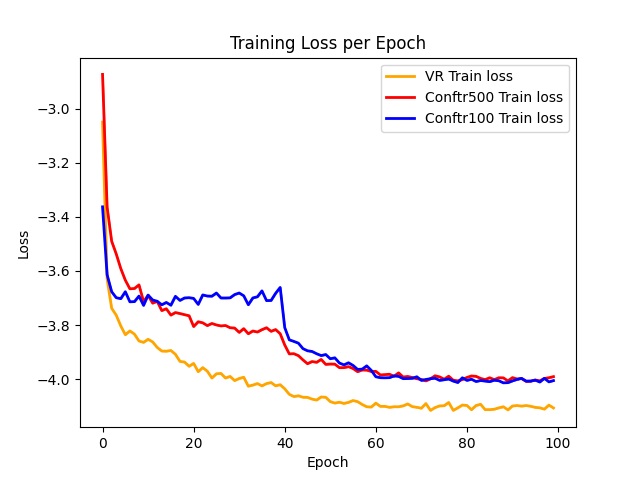 Training Loss per Epoch
VR Train loss
Conftr500 Train loss
Conftr100 Train loss
Loss
−3.0
−3.2
−3.4
−3.6
−3.8
−4.0
0 20 40 60 80 100
Epoch